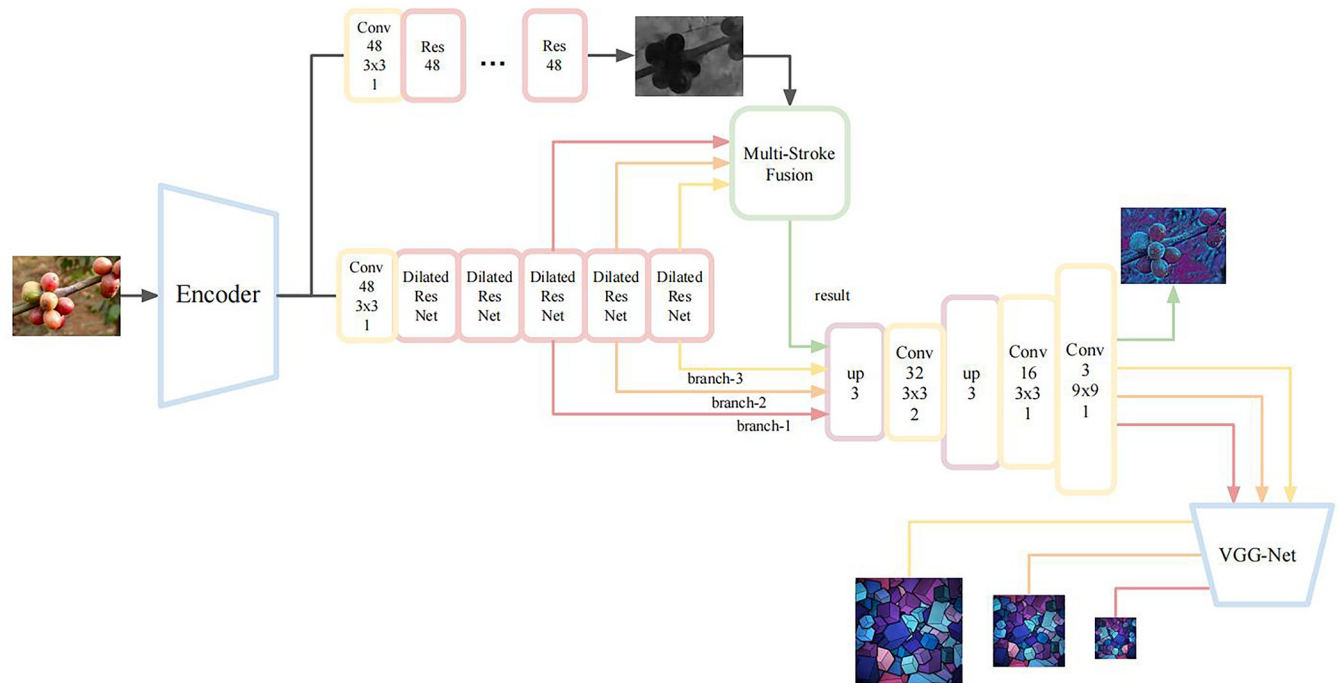 Conv
48
3x3
1
Res
48
...
Res
48
Multi-Stroke
Fusion
Encoder
Conv
48
3x3
1
Dilated
Res
Net
Dilated
Res
Net
Dilated
Res
Net
Dilated
Res
Net
Dilated
Res
Net
result
branch-3
branch-2
branch-1
up
3
Conv
32
3x3
2
up
3
Conv
16
3x3
1
Conv
3
9x9
1
VGG-Net